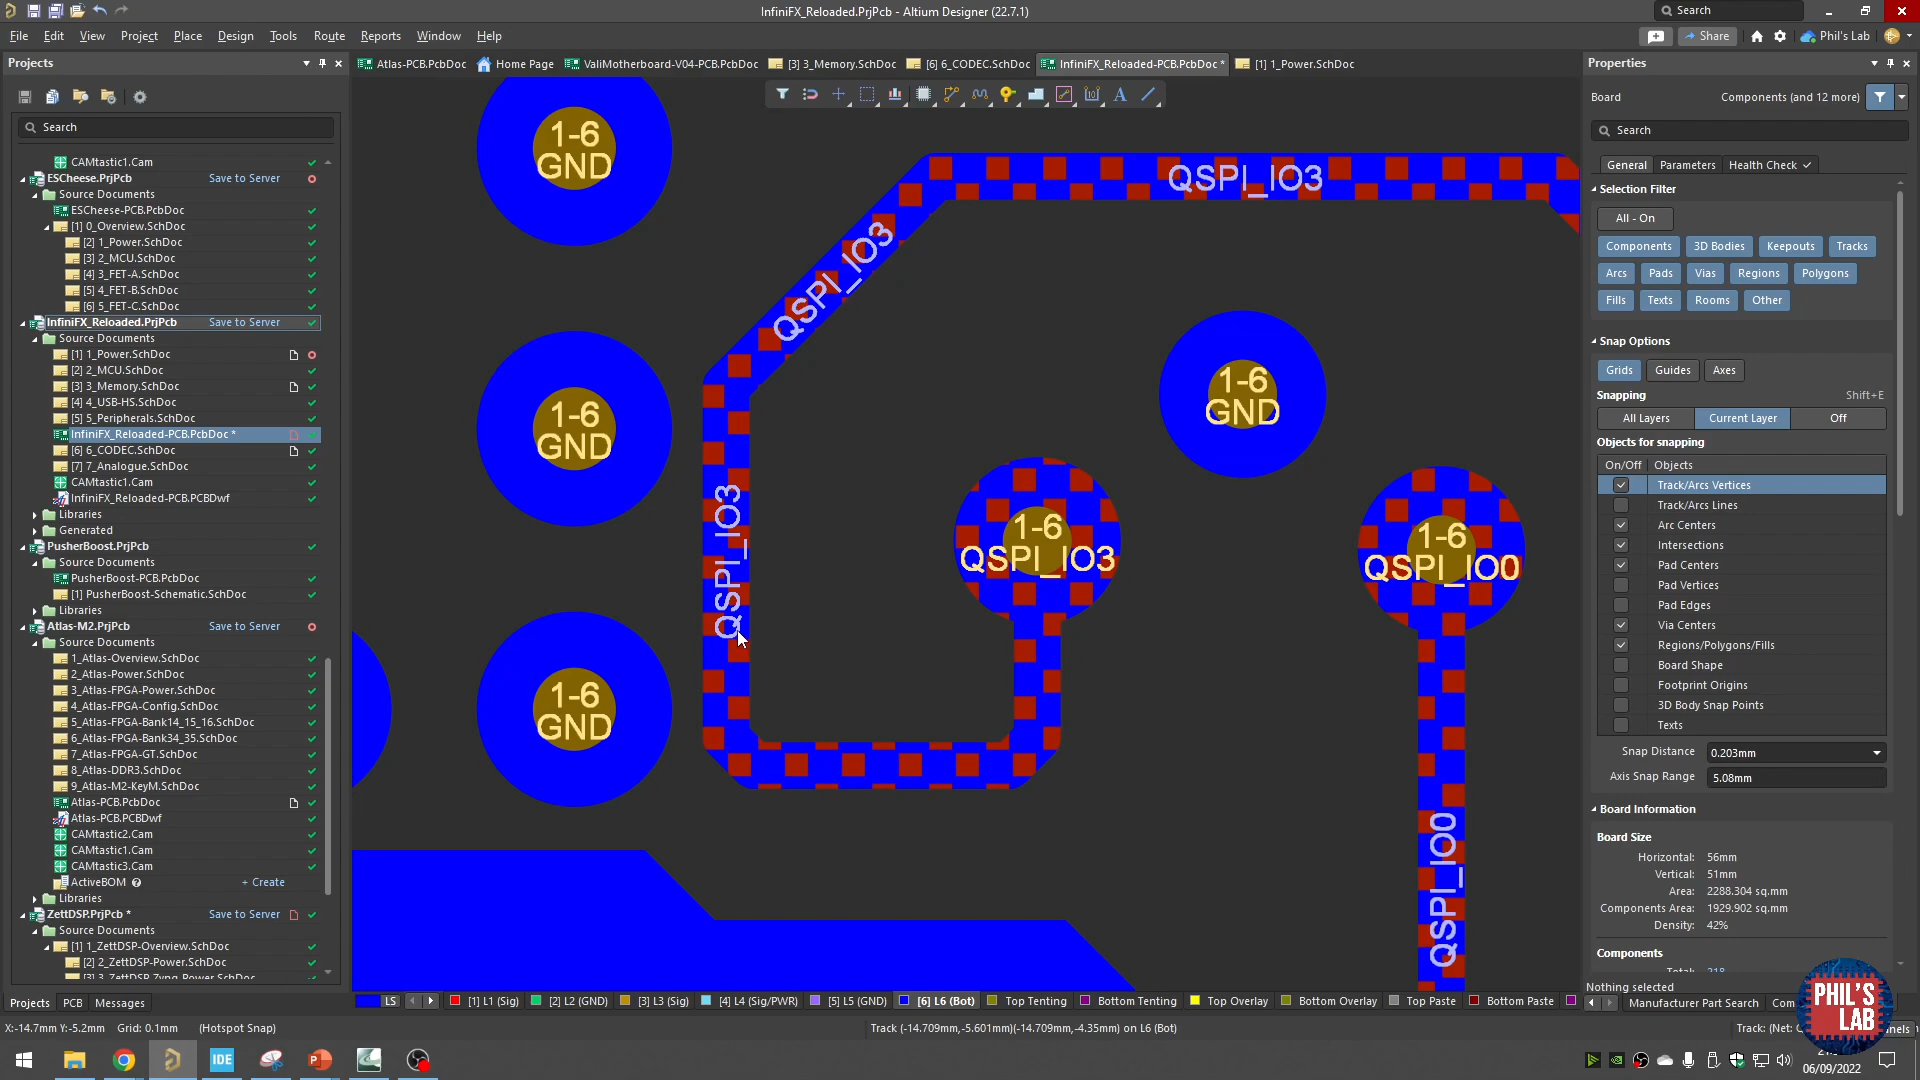 InfiniFX_Reloaded.PrjPcb - Altium Designer (22.7.1)
Search
File Edit View Project Place Design Tools Route Reports Window Help
Share
Phil's Lab
Projects
Atlas-PCB.PcbDoc
Home Page
ValiMotherboard-V04-PCB.PcbDoc
[3] 3_Memory.SchDoc
[6] 6_CODEC.SchDoc
InfiniFX_Reloaded-PCB.PcbDoc *
[1] 1_Power.SchDoc
Properties
Board
Components (and 12 more)
Search
Search
General Parameters Health Check
CAMtastic1.Cam
ESCheese.PrjPcb Save to Server
Source Documents
ESCheese-PCB.PcbDoc
[1] 0_Overview.SchDoc
[2] 1_Power.SchDoc
[3] 2_MCU.SchDoc
[4] 3_FET-A.SchDoc
[5] 4_FET-B.SchDoc
[6] 5_FET-C.SchDoc
InfiniFX_Reloaded.PrjPcb Save to Server
Source Documents
[1] 1_Power.SchDoc
[2] 2_MCU.SchDoc
[3] 3_Memory.SchDoc
[4] 4_USB-HS.SchDoc
[5] 5_Peripherals.SchDoc
InfiniFX_Reloaded-PCB.PcbDoc *
[6] 6_CODEC.SchDoc
[7] 7_Analogue.SchDoc
CAMtastic1.Cam
InfiniFX_Reloaded-PCB.PCBDwf
Libraries
Generated
PusherBoost.PrjPcb
Source Documents
PusherBoost-PCB.PcbDoc
[1] PusherBoost-Schematic.SchDoc
Libraries
Atlas-M2.PrjPcb Save to Server
Source Documents
1_Atlas-Overview.SchDoc
2_Atlas-Power.SchDoc
3_Atlas-FPGA-Power.SchDoc
4_Atlas-FPGA-Config.SchDoc
5_Atlas-FPGA-Bank14_15_16.SchDoc
6_Atlas-FPGA-Bank34_35.SchDoc
7_Atlas-FPGA-GT.SchDoc
8_Atlas-DDR3.SchDoc
9_Atlas-M2-KeyM.SchDoc
Atlas-PCB.PcbDoc
Atlas-PCB.PCBDwf
CAMtastic2.Cam
CAMtastic1.Cam
CAMtastic3.Cam
ActiveBOM + Create
Libraries
ZettDSP.PrjPcb * Save to Server
Source Documents
[1] 1_ZettDSP-Overview.SchDoc
[2] 2_ZettDSP-Power.SchDoc
[3] 3_ZettDSP-Zynq-Power.SchDoc
Projects PCB Messages
1-6
GND
1-6
GND
1-6
GND
QSPI_IO3
QSPI_IO3
QSPI_IO3
1-6
GND
1-6
QSPI_IO3
1-6
QSPI_IO0
QSPI_IO0
Selection Filter
All - On
Components 3D Bodies Keepouts Tracks
Arcs Pads Vias Regions Polygons
Fills Texts Rooms Other
Snap Options
Grids Guides Axes
Snapping Shift+E
All Layers Current Layer Off
Objects for snapping
On/Off Objects
Track/Arcs Vertices
Track/Arcs Lines
Arc Centers
Intersections
Pad Centers
Pad Vertices
Pad Edges
Via Centers
Regions/Polygons/Fills
Board Shape
Footprint Origins
3D Body Snap Points
Texts
Snap Distance 0.203mm
Axis Snap Range 5.08mm
Board Information
Board Size
Horizontal: 56mm
Vertical: 51mm
Area: 2288.304 sq.mm
Components Area: 1929.902 sq.mm
Density: 42%
Components
Total: 218
Nothing selected
Manufacturer Part Search Com
LS [1] L1 (Sig) [2] L2 (GND) [3] L3 (Sig) [4] L4 (Sig/PWR) [5] L5 (GND) [6] L6 (Bot) Top Tenting Bottom Tenting Top Overlay Bottom Overlay Top Paste Bottom Paste
X:-14.7mm Y:-5.2mm Grid: 0.1mm (Hotspot Snap)
Track (-14.709mm,-5.601mm)(-14.709mm,-4.35mm) on L6 (Bot)
Track: (Net:
nels
PHIL'S
LAB
IDE
06/09/2022